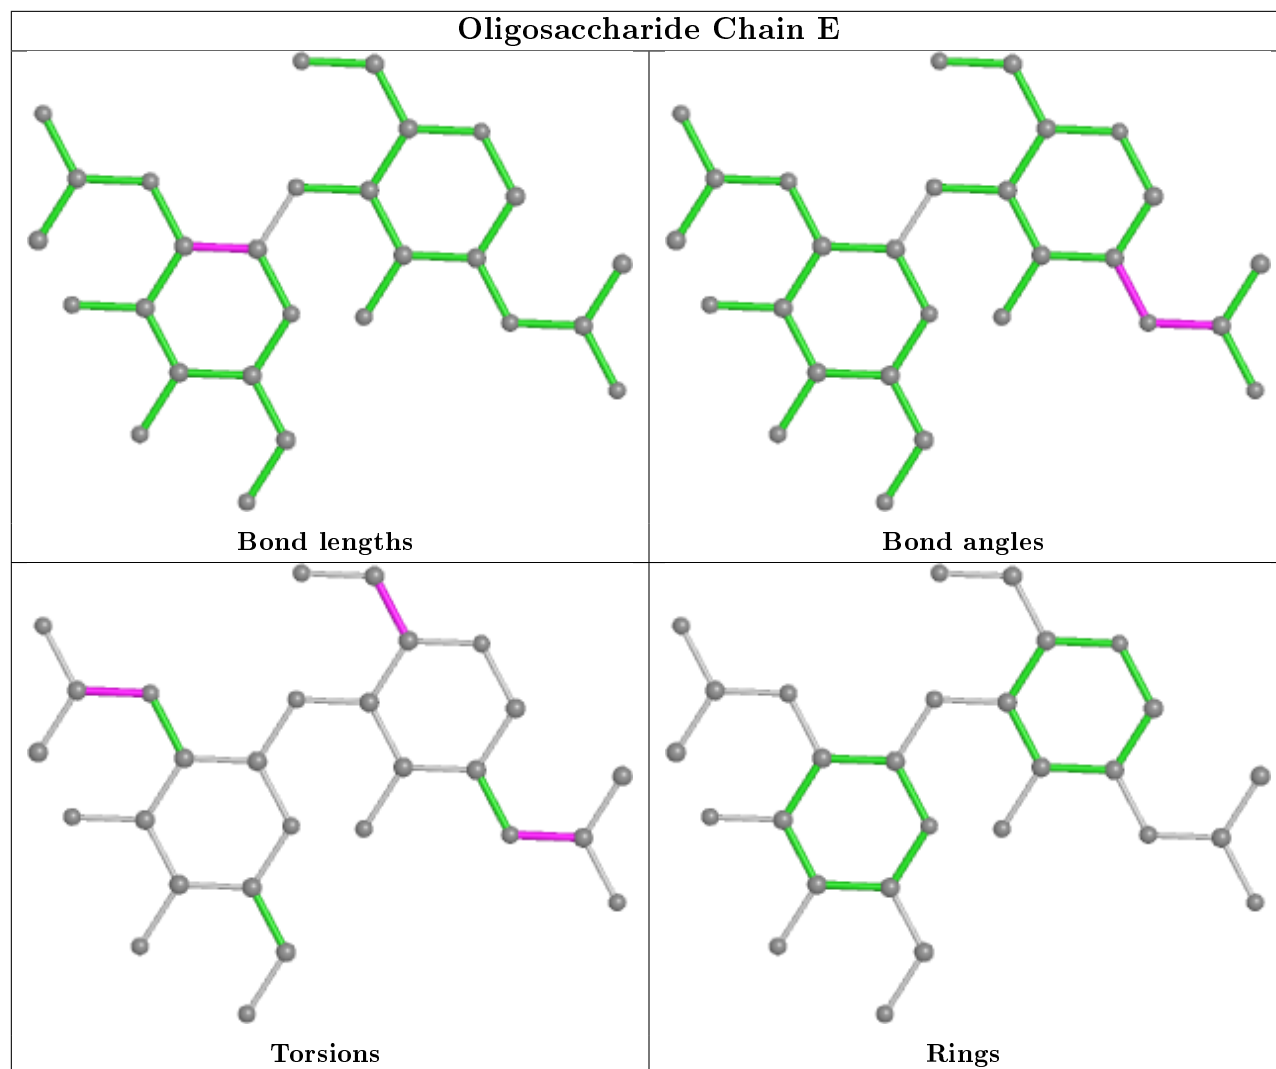 Oligosaccharide Chain E
Bond lengths
Bond angles
Torsions
Rings